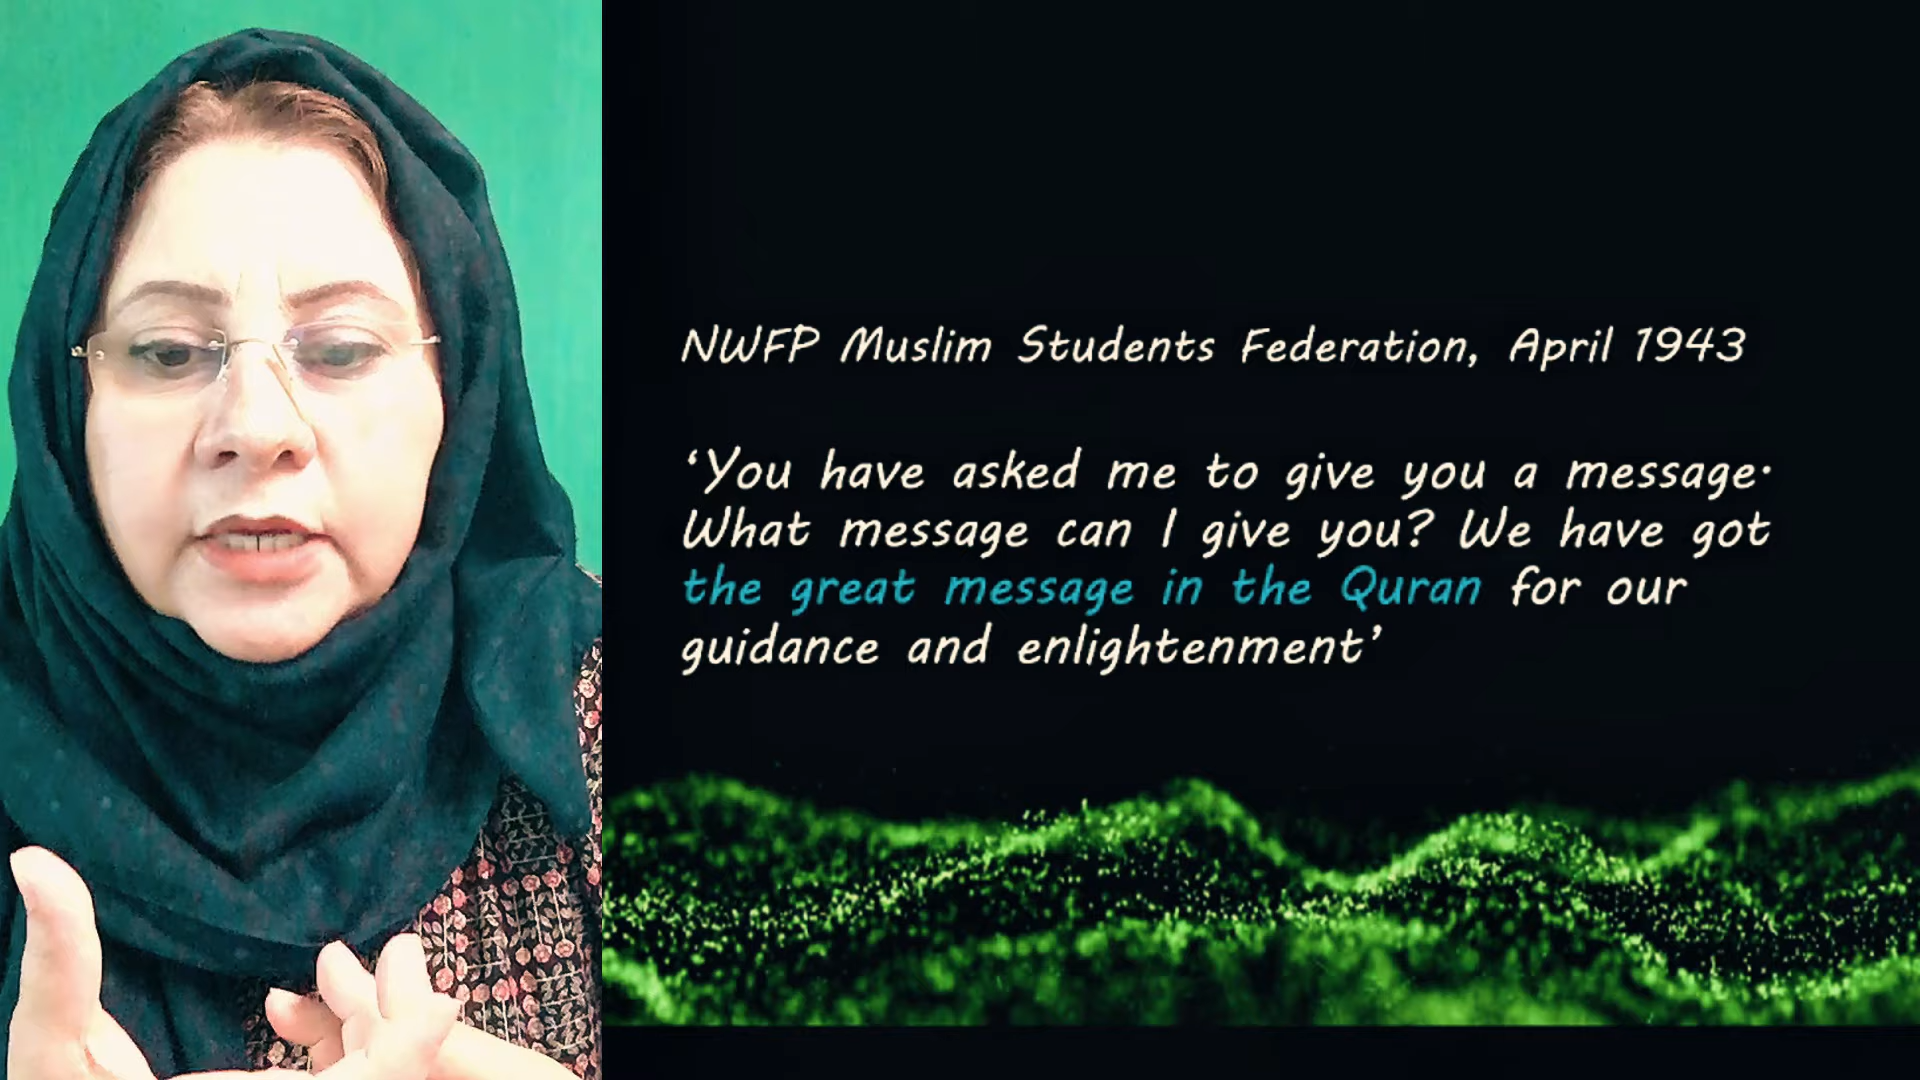 NWFP Muslim Students Federation, April 1943
‘You have asked me to give you a message.
What message can I give you? We have got
the great message in the Quran for our
guidance and enlightenment’